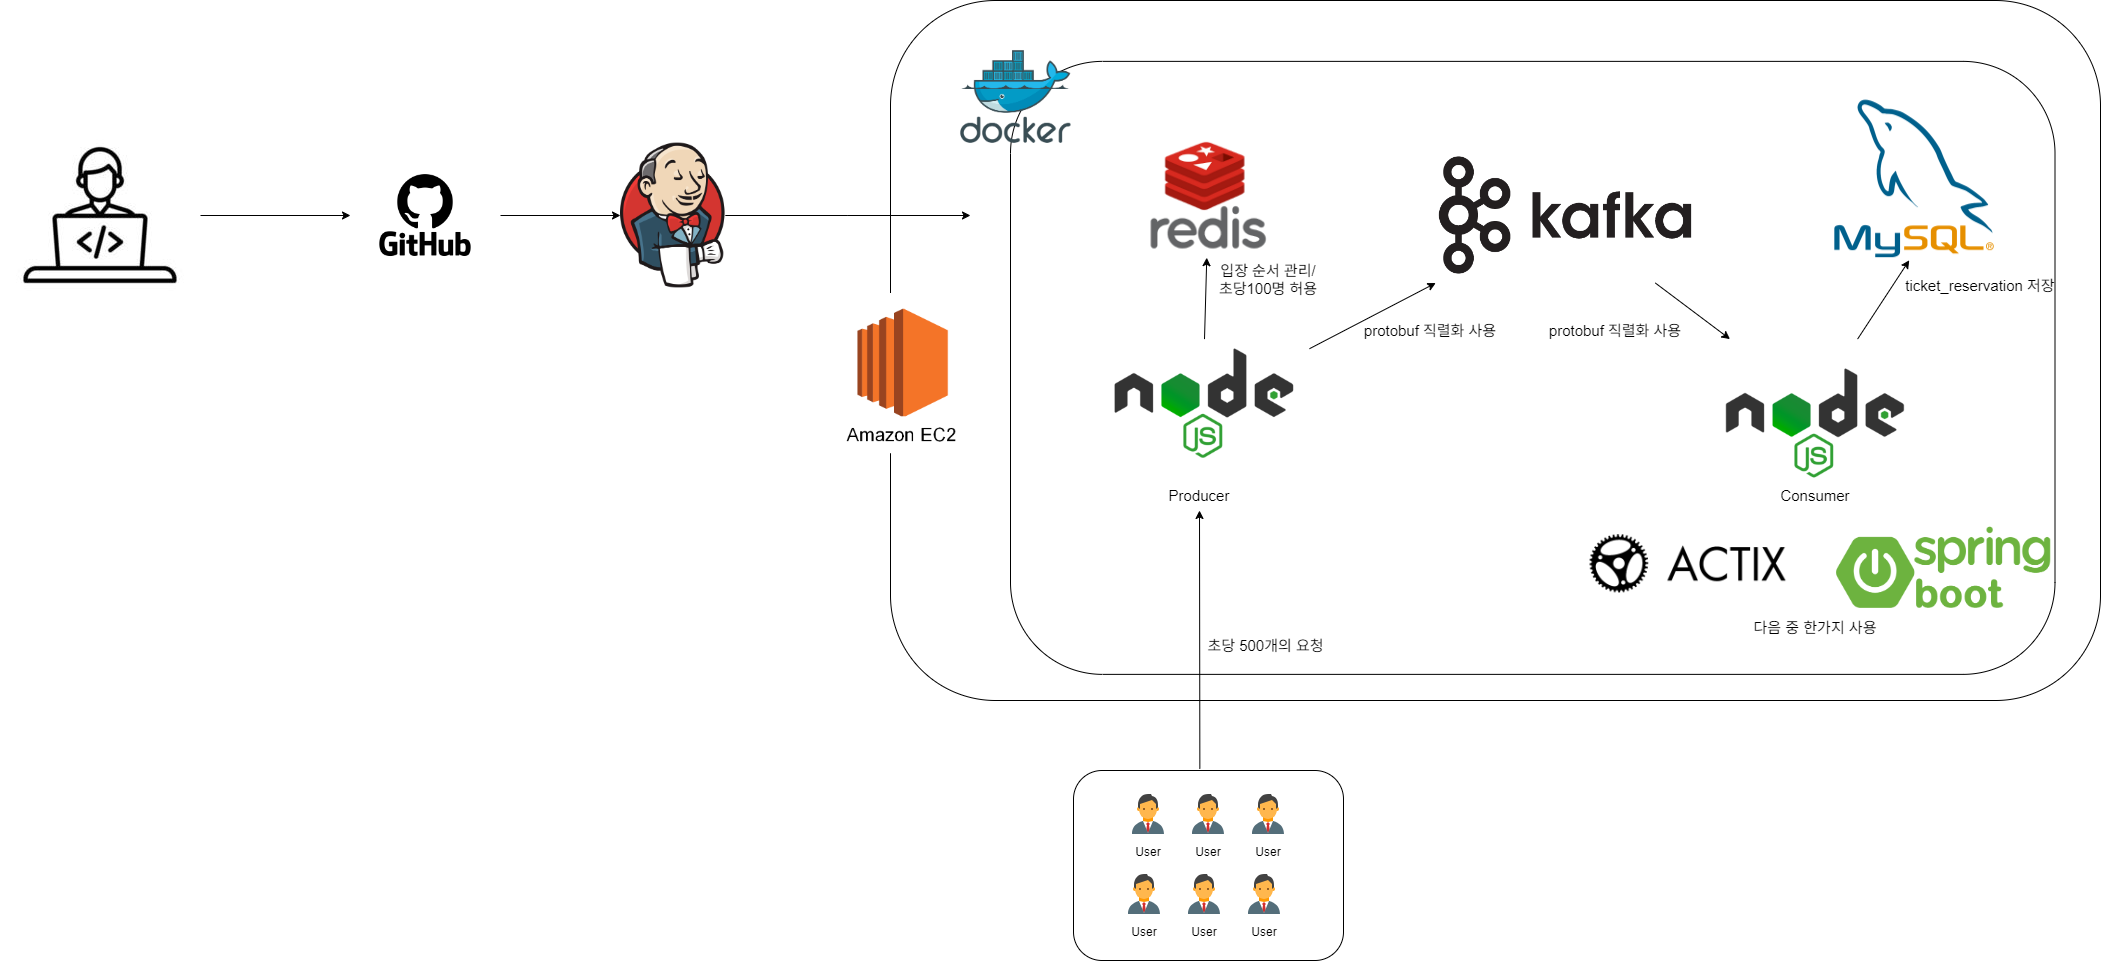 docker
GitHub
redis
kafka
MySQL®
입장 순서 관리/
초당100명 허용
ticket_reservation 저장
protobuf 직렬화 사용
protobuf 직렬화 사용
Amazon EC2
node
JS
Producer
node
JS
Consumer
ACTIX
spring
boot
다음 중 한가지 사용
초당 500개의 요청
User
User
User
User
User
User